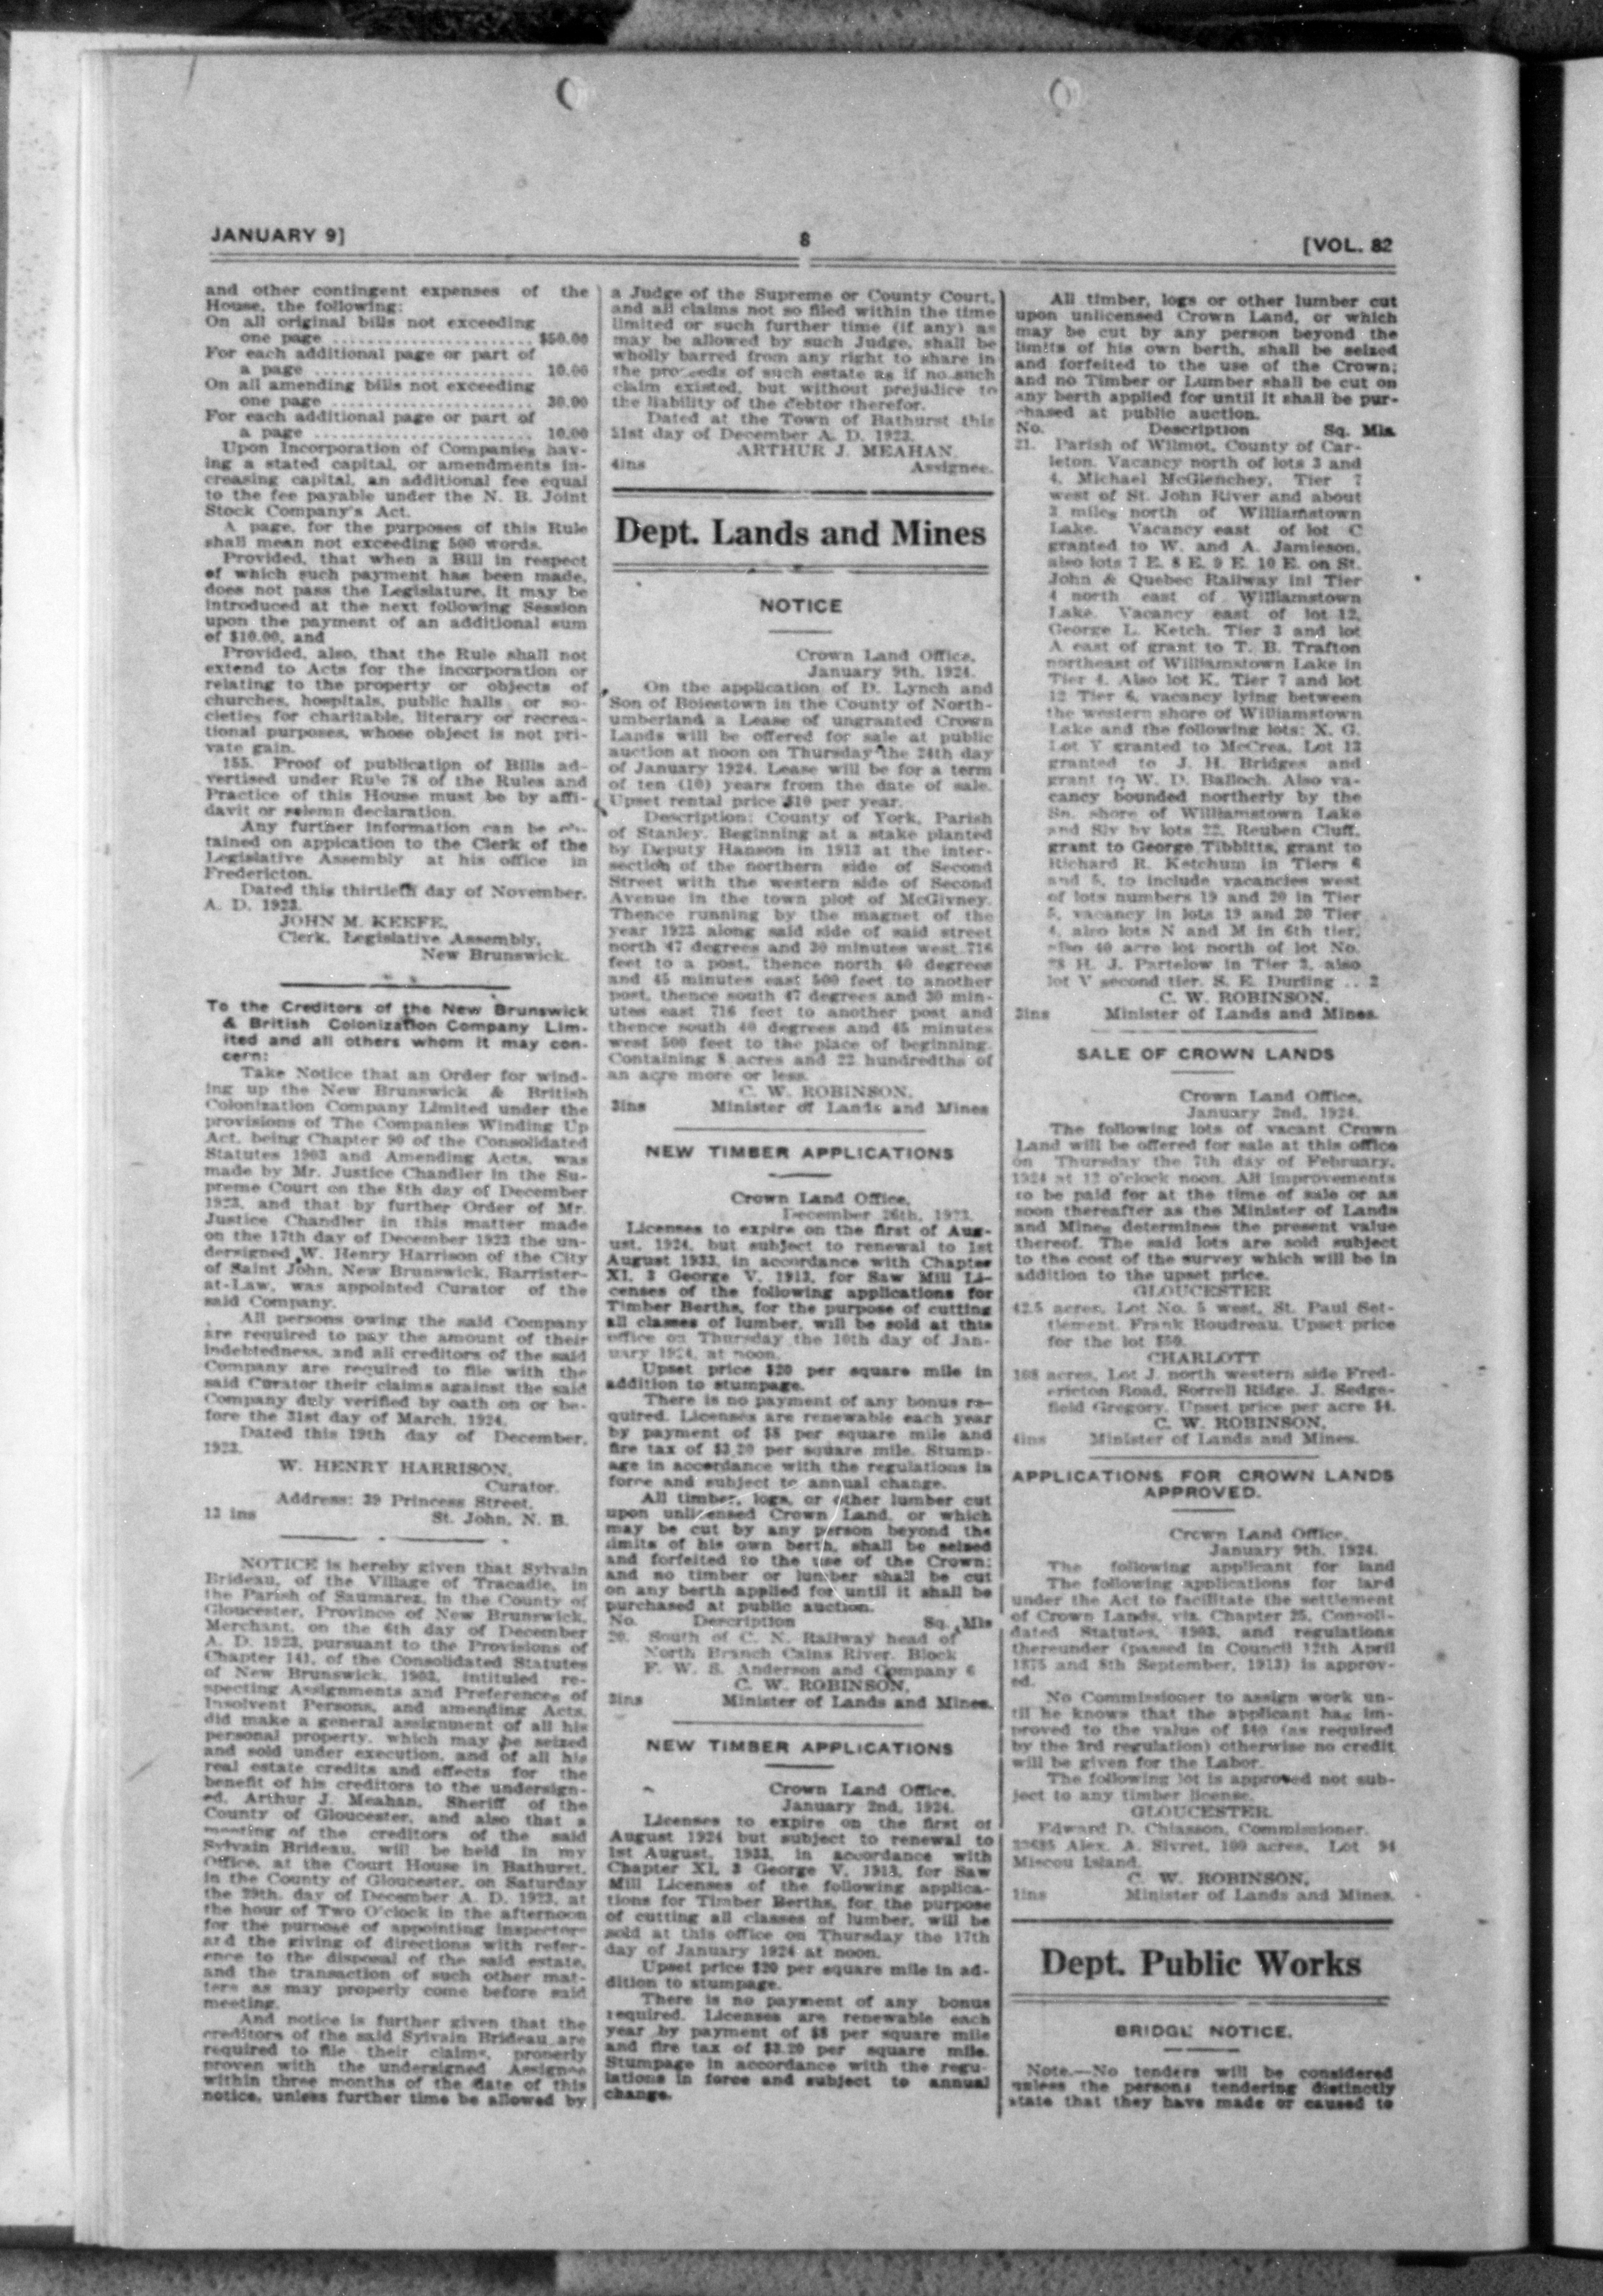 JANUARY 9]
8
[VOL. 82
and other contingent expenses of the
House, the following:
On all original bills not exceeding
one page ........................ $50.00
For each additional page or part of
a page .......................... 10.00
On all amending bills not exceeding
one page ........................ 30.00
For each additional page or part of
a page .......................... 10.00
Upon Incorporation of Companies hav-
ing a stated capital, or amendments in-
creasing capital, an additional fee equal
to the fee payable under the N. B. Joint
Stock Company's Act.
A page, for the purposes of this Rule
shall mean not exceeding 500 words.
Provided, that when a Bill in respect
of which such payment has been made,
does not pass the Legislature, it may be
introduced at the next following Session
upon the payment of an additional sum
of $10.00, and
Provided, also, that the Rule shall not
extend to Acts for the incorporation or
relating to the property or objects of
churches, hospitals, public halls or so-
cieties for charitable, literary or recrea-
tional purposes, whose object is not pri-
vate gain.
155. Proof of publication of Bills ad-
vertised under Rule 78 of the Rules and
Practice of this House must be by affi-
davit or solemn declaration.
Any further information can be ob-
tained on appication to the Clerk of the
Legislative Assembly at his office in
Fredericton.
Dated this thirtieth day of November,
A. D. 1923.
JOHN M. KEEFE,
Clerk, Legislative Assembly,
New Brunswick.
To the Creditors of the New Brunswick
& British Colonization Company Lim-
ited and all others whom it may con-
cern:
Take Notice that an Order for wind-
ing up the New Brunswick & British
Colonization Company Limited under the
provisions of The Companies Winding Up
Act, being Chapter 90 of the Consolidated
Statutes 1903 and Amending Acts, was
made by Mr. Justice Chandler in the Su-
preme Court on the 8th day of December
1923, and that by further Order of Mr.
Justice Chandler in this matter made
on the 17th day of December 1923 the un-
dersigned W. Henry Harrison of the City
of Saint John, New Brunswick, Barrister-
at-Law, was appointed Curator of the
said Company.
All persons owing the said Company
are required to pay the amount of their
indebtedness, and all creditors of the said
Company are required to file with the
said Curator their claims against the said
Company duly verified by oath on or be-
fore the 31st day of March, 1924.
Dated this 19th day of December,
1923.
W. HENRY HARRISON,
Curator.
Address: 39 Princess Street,
13 ins St. John, N. B.
NOTICE is hereby given that Sylvain
Brideau, of the Village of Tracadie, in
the Parish of Saumarez, in the County of
Gloucester, Province of New Brunswick,
Merchant, on the 6th day of December
A. D. 1923, pursuant to the Provisions of
Chapter 141, of the Consolidated Statutes
of New Brunswick, 1903, intituled re-
specting Assignments and Preferences of
Insolvent Persons, and amending Acts,
did make a general assignment of all his
personal property, which may be seized
and sold under execution, and of all his
real estate credits and effects for the
benefit of his creditors to the undersign-
ed, Arthur J. Meahan, Sheriff of the
County of Gloucester, and also that a
meeting of the creditors of the said
Sylvain Brideau, will be held in my
Office, at the Court House in Bathurst,
in the County of Gloucester, on Saturday
the 29th. day of December A. D. 1923, at
the hour of Two O'clock in the afternoon
for the purpose of appointing inspectors
and the giving of directions with refer-
ence to the disposal of the said estate,
and the transaction of such other mat-
ters as may properly come before said
meeting.
And notice is further given that the
creditors of the said Sylvain Brideau are
required to file their claims, properly
proven with the undersigned Assignee
within three months of the date of this
notice, unless further time be allowed by
a Judge of the Supreme or County Court,
and all claims not so filed within the time
limited or such further time (if any) as
may be allowed by such Judge, shall be
wholly barred from any right to share in
the proceeds of such estate as if no such
claim existed, but without prejudice to
the liability of the debtor therefor.
Dated at the Town of Bathurst this
21st day of December A. D. 1923.
ARTHUR J. MEAHAN,
4ins Assignee.
Dept. Lands and Mines
NOTICE
Crown Land Office,
January 9th, 1924.
On the application of D. Lynch and
Son of Boiestown in the County of North-
umberland a Lease of ungranted Crown
Lands will be offered for sale at public
auction at noon on Thursday the 24th day
of January 1924. Lease will be for a term
of ten (10) years from the date of sale.
Upset rental price $10 per year.
Description: County of York, Parish
of Stanley. Beginning at a stake planted
by Deputy Hanson in 1913 at the inter-
section of the northern side of Second
Street with the western side of Second
Avenue in the town plot of McGivney.
Thence running by the magnet of the
year 1923 along said side of said street
north 47 degrees and 30 minutes west 716
feet to a post, thence north 40 degrees
and 45 minutes east 500 feet to another
post, thence south 47 degrees and 30 min-
utes east 716 feet to another post and
thence south 40 degrees and 45 minutes
west 500 feet to the place of beginning.
Containing 8 acres and 22 hundredths of
an acre more or less.
C. W. ROBINSON,
3ins Minister of Lands and Mines
NEW TIMBER APPLICATIONS
Crown Land Office,
December 26th, 1923.
Licenses to expire on the first of Aug-
ust, 1924, but subject to renewal to 1st
August 1933, in accordance with Chapter
XI, 3 George V. 1913, for Saw Mill Li-
censes of the following applications for
Timber Berths, for the purpose of cutting
all classes of lumber, will be sold at this
office on Thursday the 10th day of Jan-
uary 1924, at noon.
Upset price $20 per square mile in
addition to stumpage.
There is no payment of any bonus re-
quired. Licenses are renewable each year
by payment of $8 per square mile and
fire tax of $3.20 per square mile. Stump-
age in accordance with the regulations in
force and subject to annual change.
All timber, logs, or other lumber cut
upon unlicensed Crown Land, or which
may be cut by any person beyond the
limits of his own berth, shall be seized
and forfeited to the use of the Crown;
and no timber or lumber shall be cut
on any berth applied for until it shall be
purchased at public auction.
No. Description Sq. Mls
20. South of C. N. Railway head of
North Branch Cains River. Block
F. W. S. Anderson and Company 6
C. W. ROBINSON,
3ins Minister of Lands and Mines.
NEW TIMBER APPLICATIONS
Crown Land Office,
January 2nd, 1924.
Licenses to expire on the first of
August 1924 but subject to renewal to
1st August, 1933, in accordance with
Chapter XI, 3 George V. 1913, for Saw
Mill Licenses of the following applica-
tions for Timber Berths, for the purpose
of cutting all classes of lumber, will be
sold at this office on Thursday the 17th
day of January 1924 at noon.
Upset price $20 per square mile in ad-
dition to stumpage.
There is no payment of any bonus
required. Licenses are renewable each
year by payment of $8 per square mile
and fire tax of $3.20 per square mile.
Stumpage in accordance with the regu-
lations in force and subject to annual
change.
All timber, logs or other lumber cut
upon unlicensed Crown Land, or which
may be cut by any person beyond the
limits of his own berth, shall be seized
and forfeited to the use of the Crown;
and no Timber or Lumber shall be cut on
any berth applied for until it shall be pur-
chased at public auction.
No. Description Sq. Mls.
21. Parish of Wilmot, County of Car-
leton. Vacancy north of lots 3 and
4, Michael McGlenchey, Tier 7
west of St. John River and about
2 miles north of Williamstown
Lake. Vacancy east of lot C
granted to W. and A. Jamieson,
also lots 7 E. 8 E. 9 E. 10 E. on St.
John & Quebec Railway inl Tier
4 north east of Williamstown
Lake. Vacancy east of lot 12,
George L. Ketch. Tier 3 and lot
A east of grant to T. B. Trafton
northeast of Williamstown Lake in
Tier 4. Also lot K, Tier 7 and lot
12 Tier 6, vacancy lying between
the western shore of Williamstown
Lake and the following lots: X. G.
Lot Y granted to McCrea, Lot 13
granted to J. H. Bridges and
grant to W. D. Balloch. Also va-
cancy bounded northerly by the
Sn. shore of Williamstown Lake
and Sly by lots 22, Reuben Cluff,
grant to George Tibbitts, grant to
Richard R. Ketchum in Tiers 6
and 5, to include vacancies west
of lots numbers 19 and 20 in Tier
5, vacancy in lots 19 and 20 Tier
4, also lots N and M in 6th tier,
also 40 acre lot north of lot No.
28 H. J. Partelow in Tier 3, also
lot V second tier. S. E. Durling .. 2
C. W. ROBINSON,
3ins Minister of Lands and Mines.
SALE OF CROWN LANDS
Crown Land Office,
January 2nd, 1924.
The following lots of vacant Crown
Land will be offered for sale at this office
on Thursday the 7th day of February,
1924 at 12 o'clock noon. All improvements
to be paid for at the time of sale or as
soon thereafter as the Minister of Lands
and Mines determines the present value
thereof. The said lots are sold subject
to the cost of the survey which will be in
addition to the upset price.
GLOUCESTER
42.5 acres, Lot No. 5 west, St. Paul Set-
tlement. Frank Boudreau. Upset price
for the lot $50.
CHARLOTT
108 acres, Lot J. north western side Fred-
ericton Road, Sorrell Ridge. J. Sedge-
field Gregory. Upset price per acre $4.
C. W. ROBINSON,
4ins Minister of Lands and Mines.
APPLICATIONS FOR CROWN LANDS
APPROVED.
Crown Land Office,
January 9th, 1924.
The following applicant for land
The following applications for land
under the Act to facilitate the settlement
of Crown Lands, viz. Chapter 25, Consoli-
dated Statutes, 1903, and regulations
thereunder (passed in Council 12th April
1875 and 8th September, 1913) is approv-
ed.
No Commissioner to assign work un-
til he knows that the applicant has im-
proved to the value of $40 (as required
by the 3rd regulation) otherwise no credit
will be given for the Labor.
The following lot is approved not sub-
ject to any timber license.
GLOUCESTER.
Edward D. Chiasson, Commissioner.
Alex. A. Sivret, 100 acres, Lot 94
Miscou Island.
C. W. ROBINSON,
1ins Minister of Lands and Mines.
Dept. Public Works
BRIDGE NOTICE.
Note.—No tenders will be considered
unless the persons tendering distinctly
state that they have made or caused to